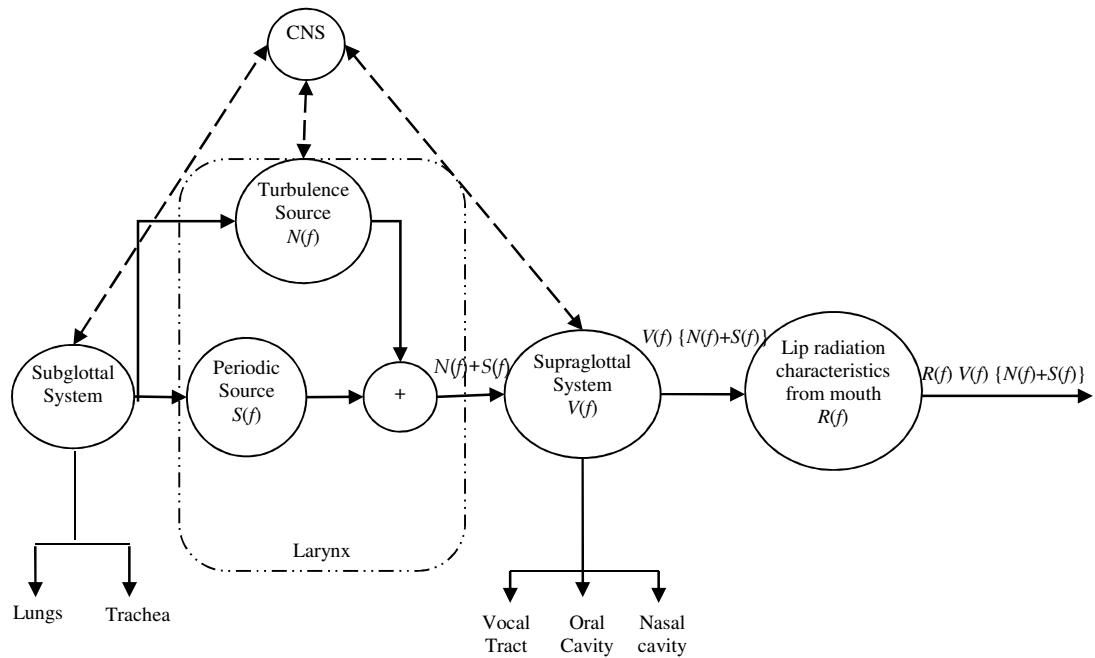 CNS
Turbulence
Source
N(f)
Subglottal
System
Periodic
Source
S(f)
+
N(f)+S(f)
Supraglottal
System
V(f)
V(f) {N(f)+S(f)}
Lip radiation
characteristics
from mouth
R(f)
R(f) V(f) {N(f)+S(f)}
Larynx
Lungs
Trachea
Vocal
Tract
Oral
Cavity
Nasal
cavity